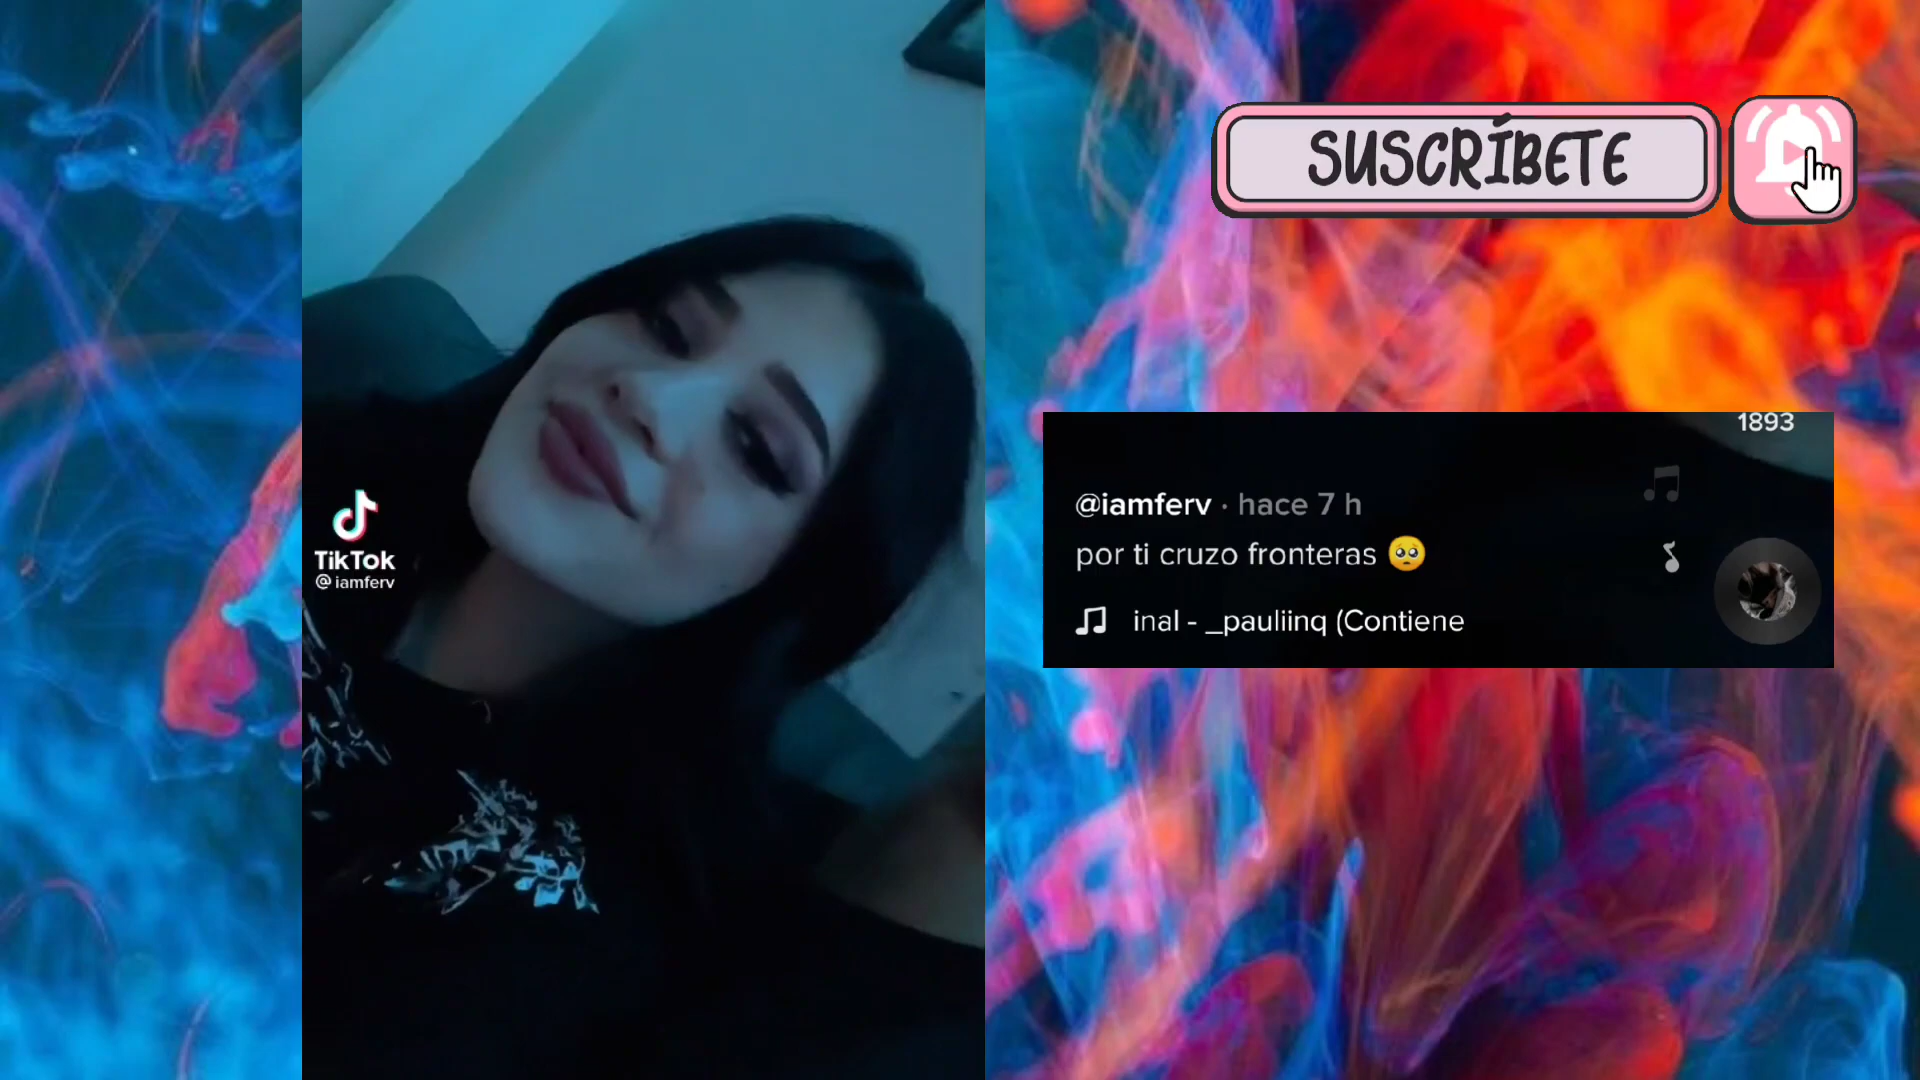 SUSCRÍBETE
1893
@iamferv · hace 7 h
por ti cruzo fronteras 🥺
inal - _pauliinq (Contiene
TikTok
@iamferv